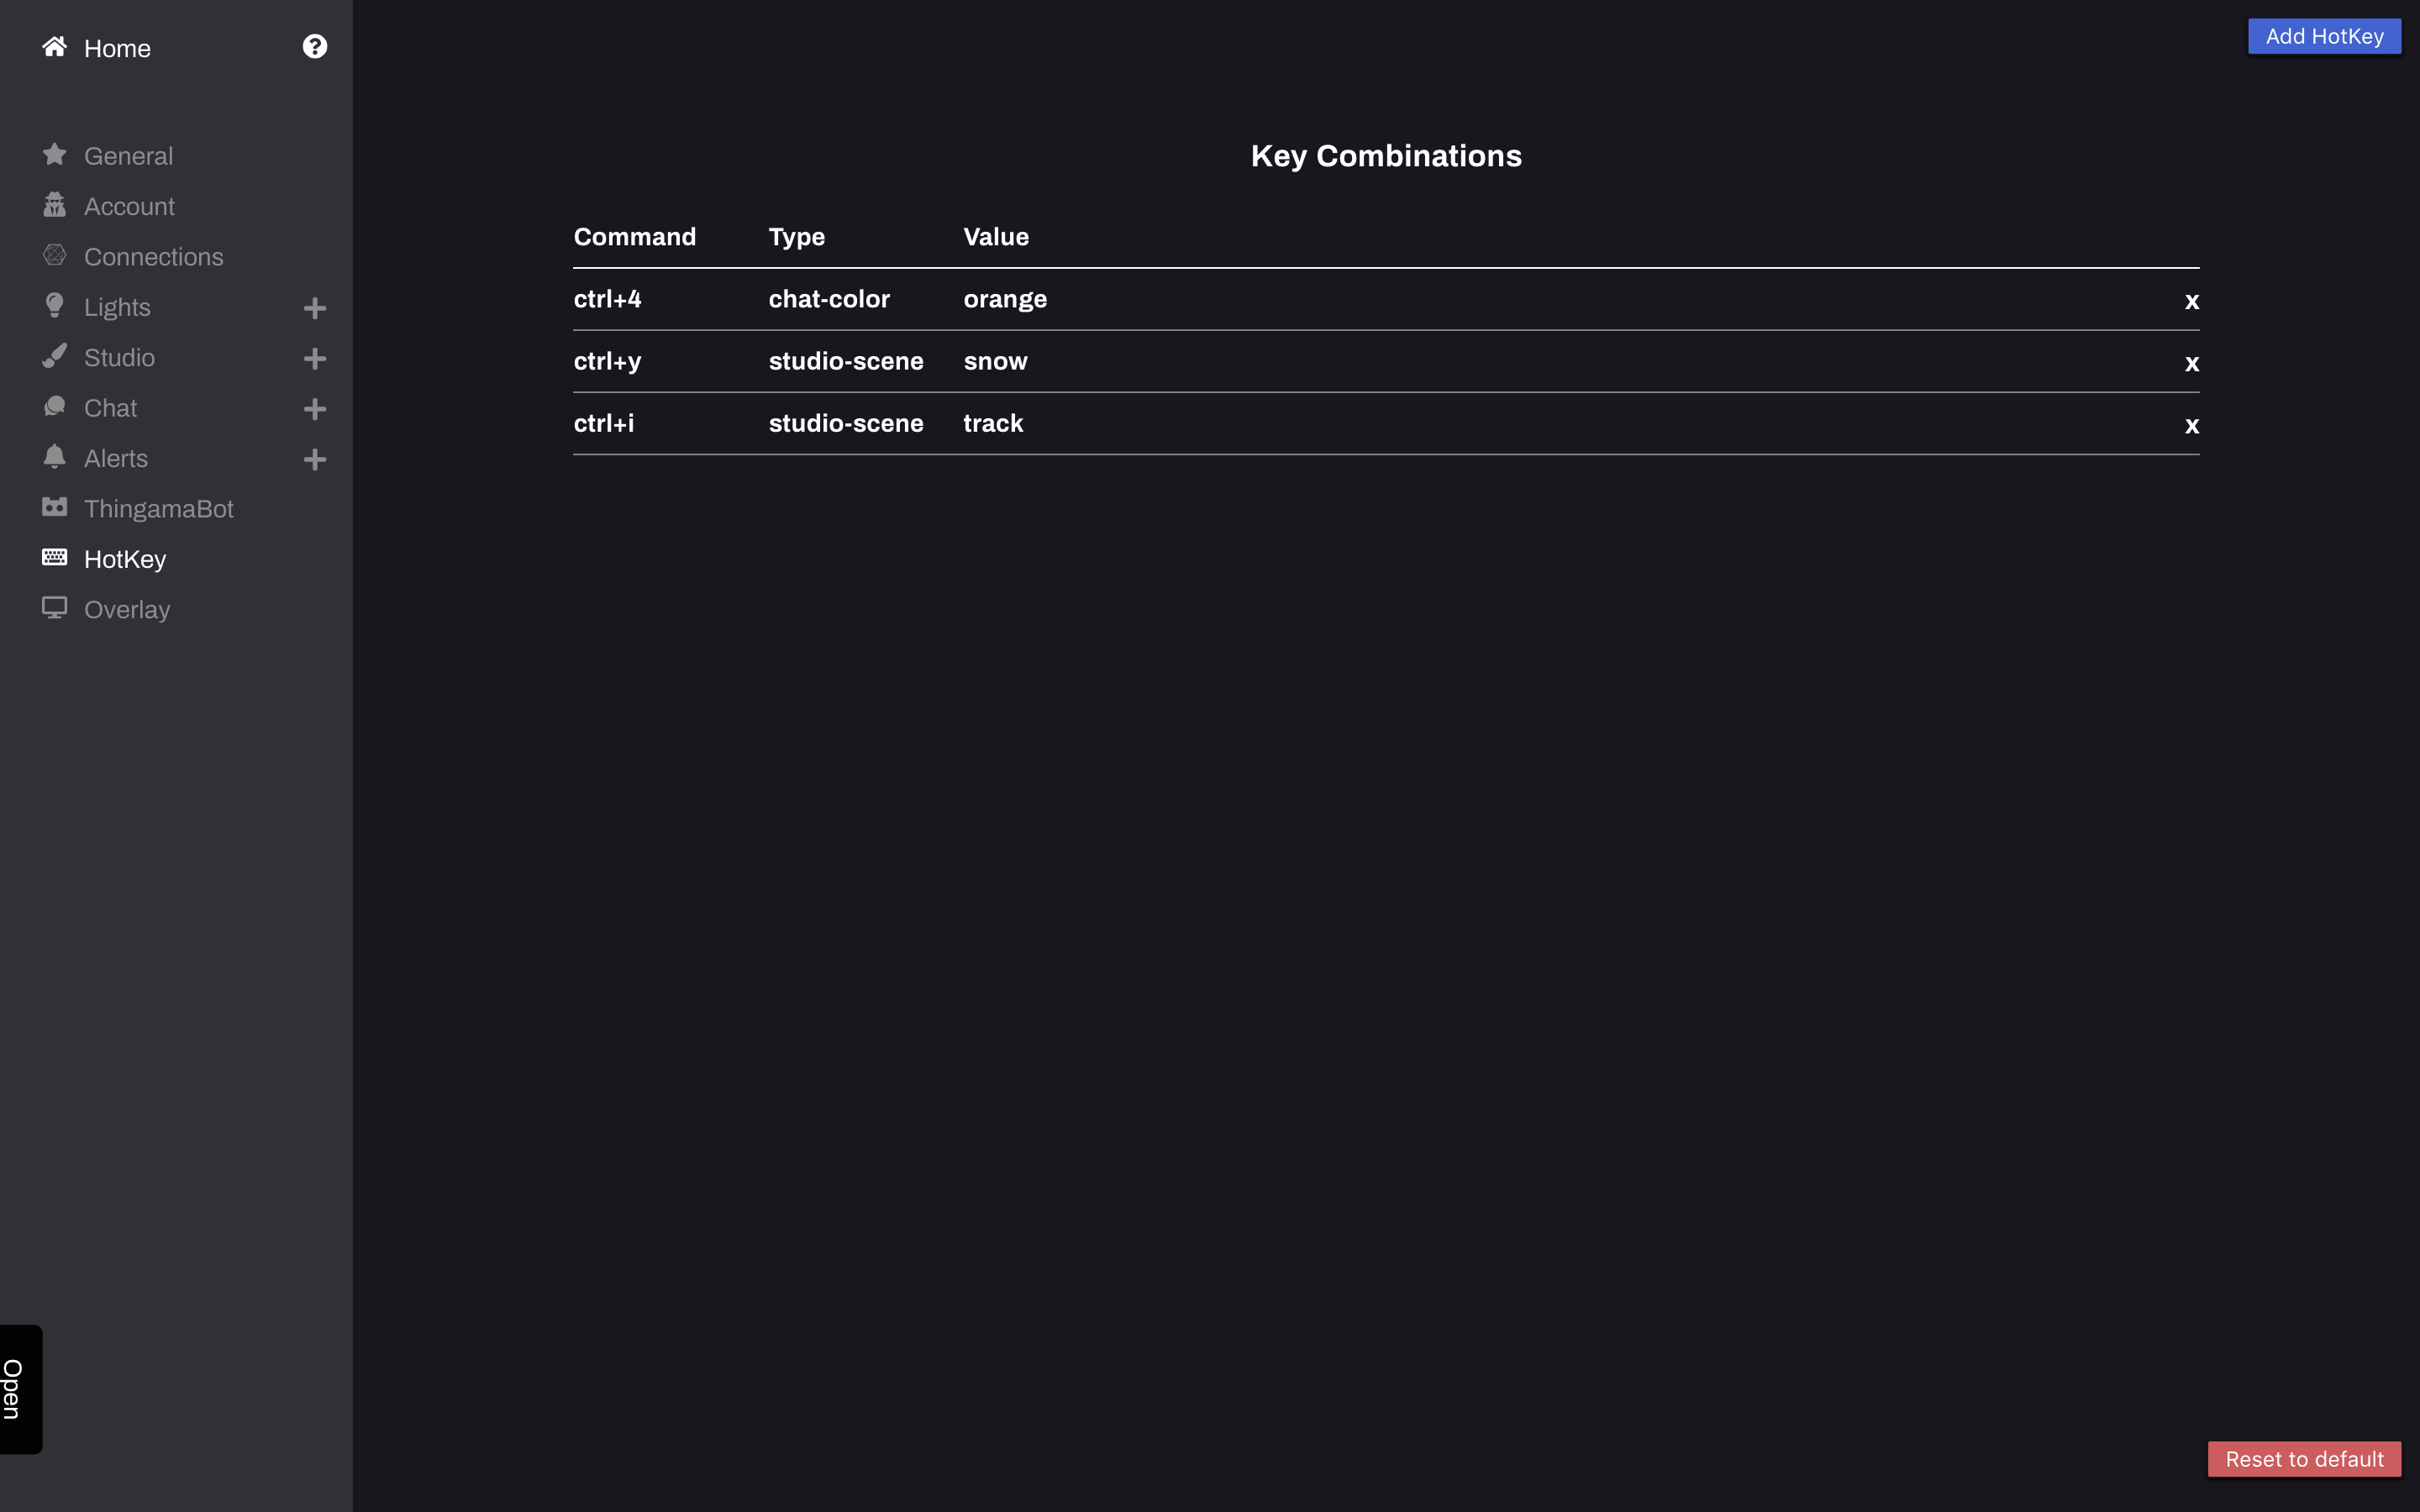 Home
General
Account
Connections
Lights
Studio
Chat
Alerts
ThingamaBot
HotKey
Overlay
Open
Add HotKey
Key Combinations
Command Type Value
ctrl+4 chat-color orange x
ctrl+y studio-scene snow x
ctrl+i studio-scene track x
Reset to default